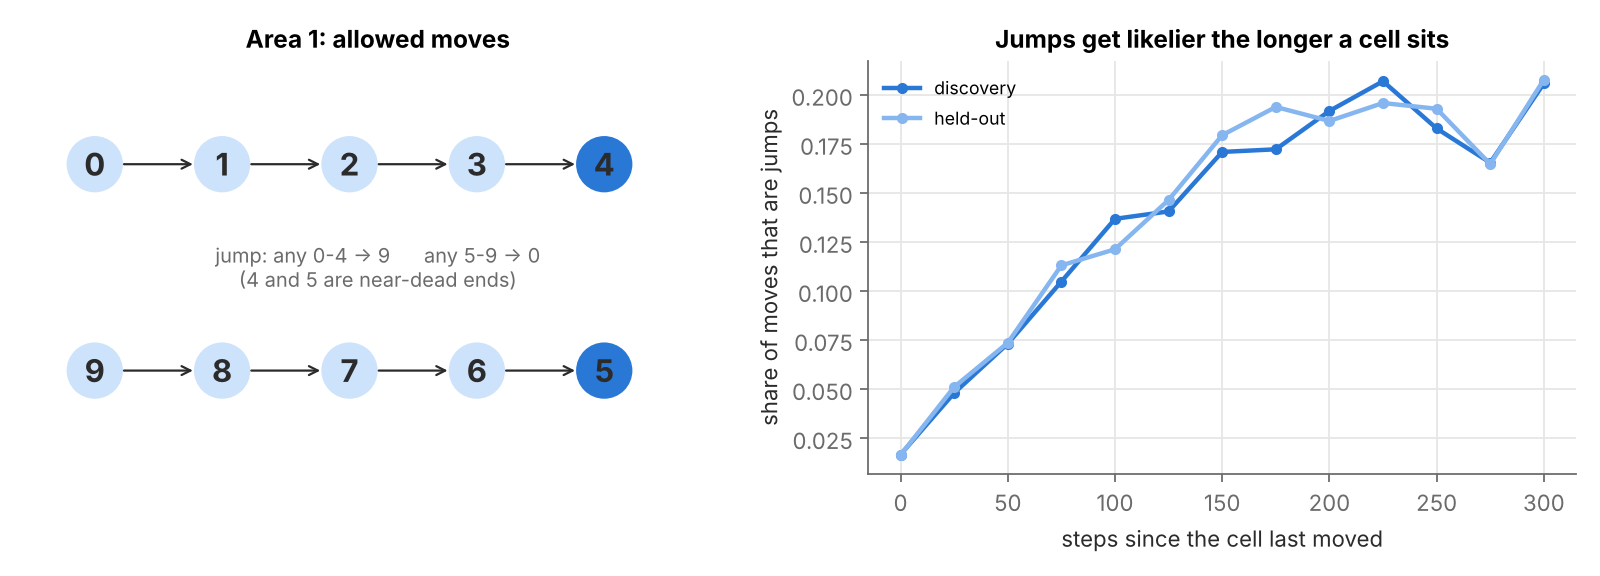 Area 1: allowed moves
0 1 2 3 4
jump: any 0-4 → 9 any 5-9 → 0
(4 and 5 are near-dead ends)
9 8 7 6 5
Jumps get likelier the longer a cell sits
discovery
held-out
share of moves that are jumps
0.200
0.175
0.150
0.125
0.100
0.075
0.050
0.025
0 50 100 150 200 250 300
steps since the cell last moved